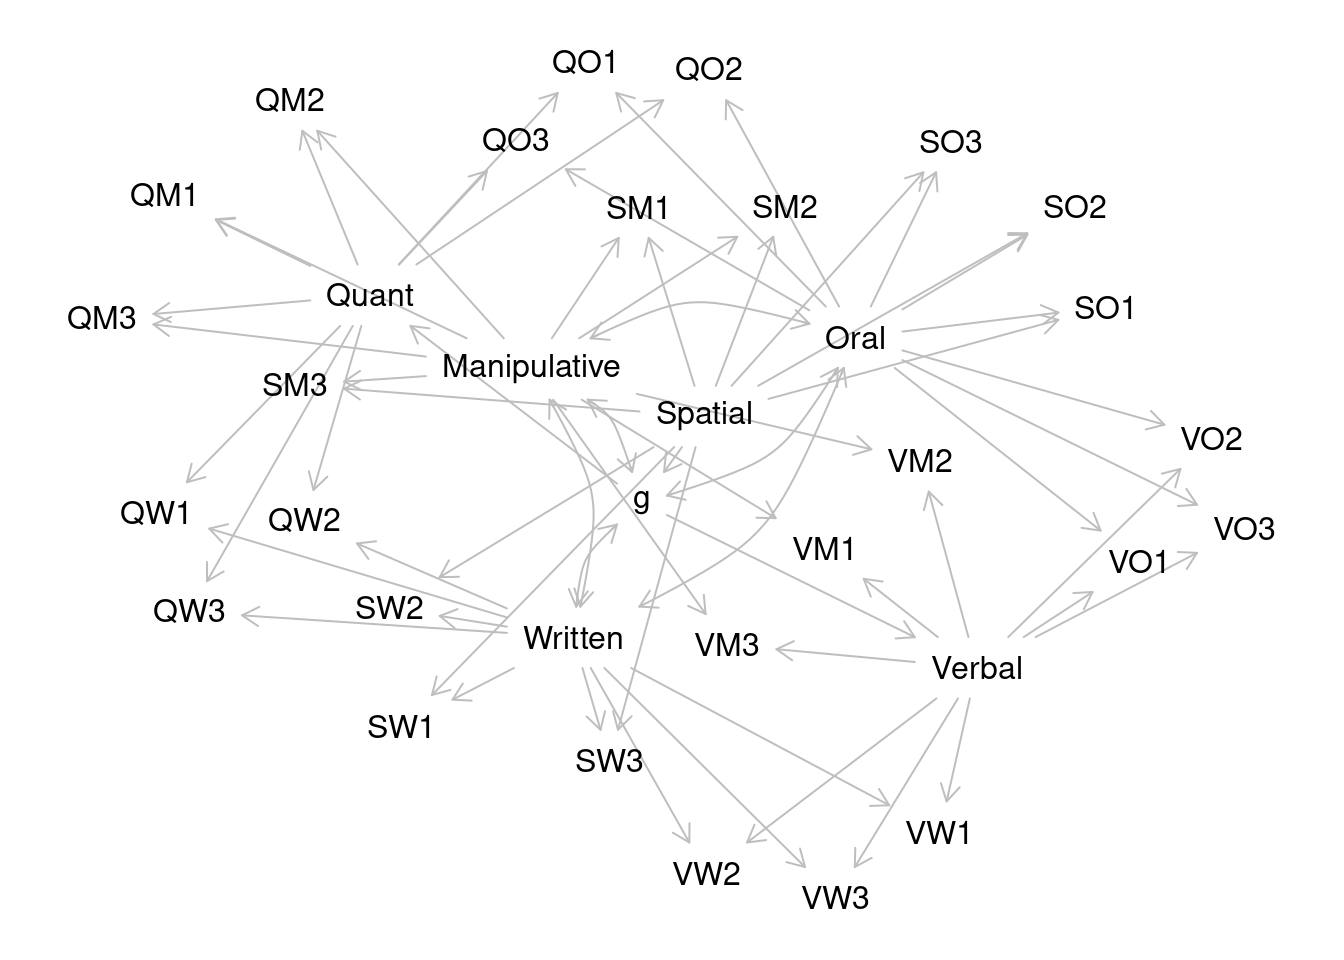 QO1
QO2
QM2
QO3
SO3
QM1
SM1
SM2
SO2
Quant
SO1
QM3
Oral
Manipulative
SM3
Spatial
VO2
VM2
g
QW1
QW2
VO3
VM1
VO1
SW2
QW3
Written
VM3
Verbal
SW1
SW3
VW1
VW2
VW3